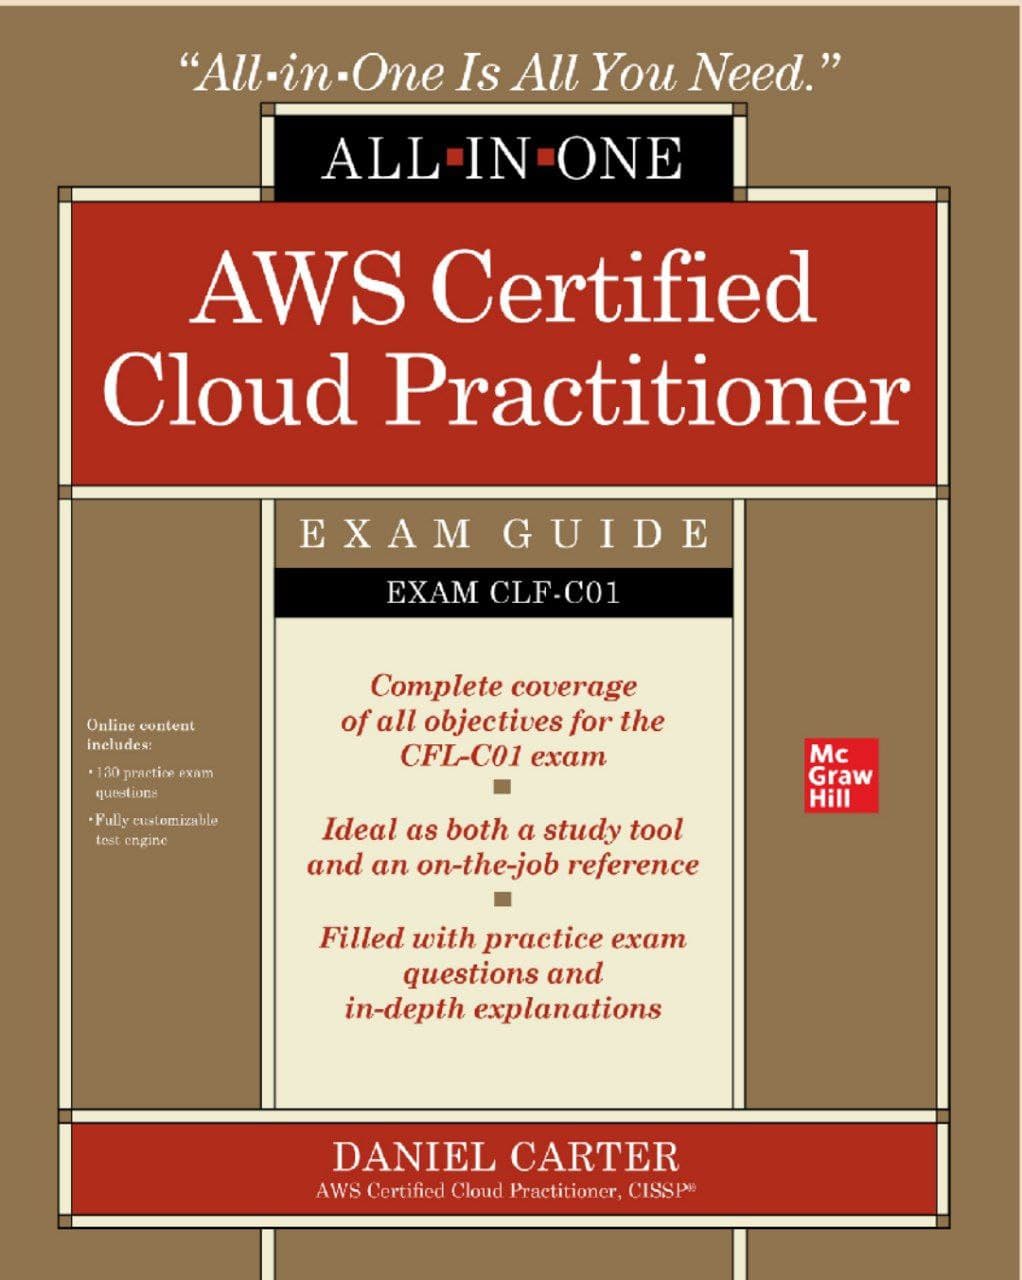 “All-in-One Is All You Need.”
ALL-IN-ONE
AWS Certified
Cloud Practitioner
EXAM GUIDE
EXAM CLF-C01
Complete coverage
of all objectives for the
CFL-C01 exam
Ideal as both a study tool
and an on-the-job reference
Filled with practice exam
questions and
in-depth explanations
Online content
includes:
•130 practice exam
questions
•Fully customizable
test engine
Mc
Graw
Hill
DANIEL CARTER
AWS Certified Cloud Practitioner, CISSP®